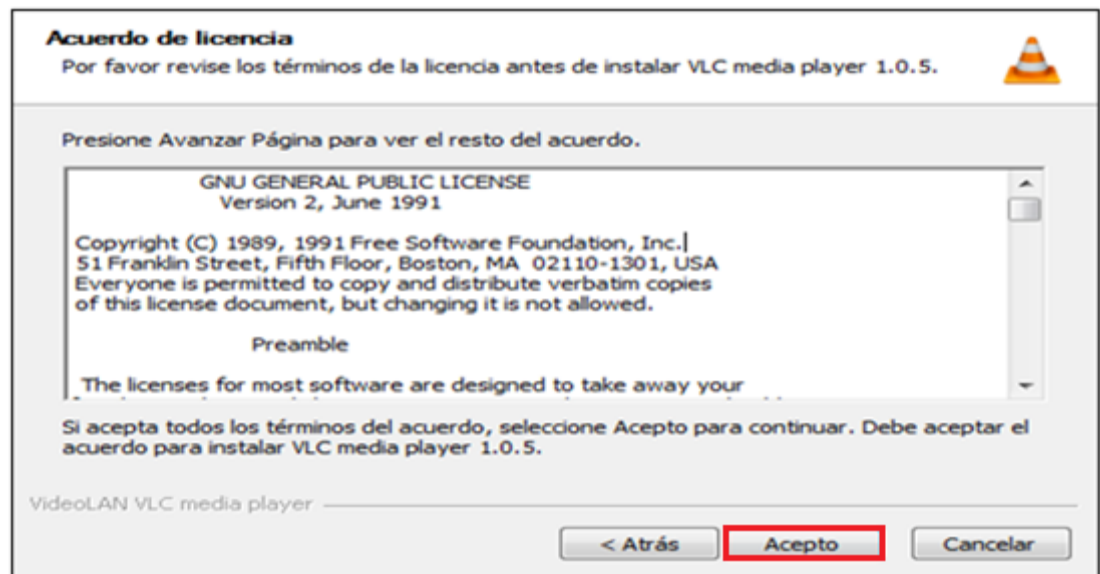 Acuerdo de licencia
Por favor revise los términos de la licencia antes de instalar VLC media player 1.0.5.
Presione Avanzar Página para ver el resto del acuerdo.
GNU GENERAL PUBLIC LICENSE
Version 2, June 1991
Copyright (C) 1989, 1991 Free Software Foundation, Inc.
51 Franklin Street, Fifth Floor, Boston, MA 02110-1301, USA
Everyone is permitted to copy and distribute verbatim copies
of this license document, but changing it is not allowed.
Preamble
The licenses for most software are designed to take away your
Si acepta todos los términos del acuerdo, seleccione Acepto para continuar. Debe aceptar el
acuerdo para instalar VLC media player 1.0.5.
VideoLAN VLC media player
< Atrás Acepto Cancelar